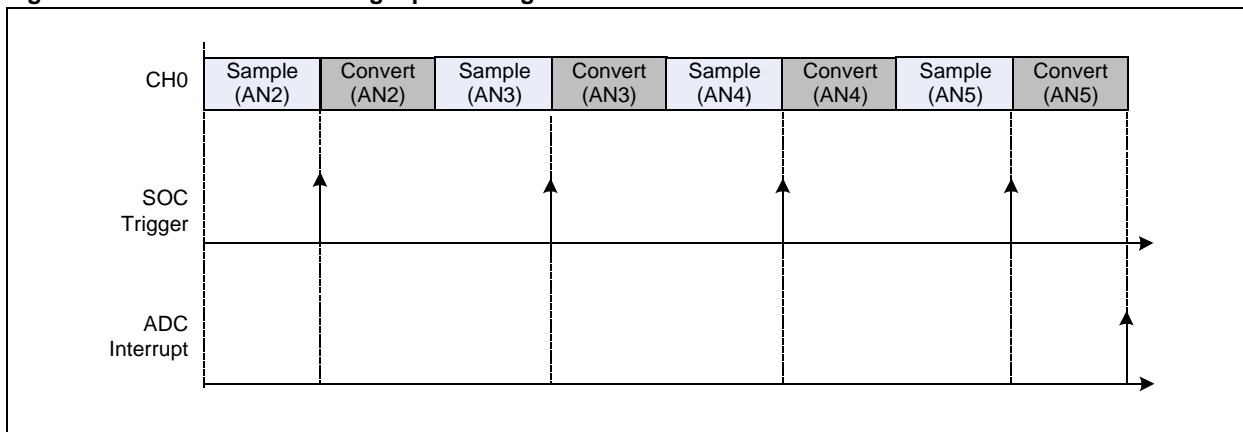 CH0
Sample
(AN2)
Convert
(AN2)
Sample
(AN3)
Convert
(AN3)
Sample
(AN4)
Convert
(AN4)
Sample
(AN5)
Convert
(AN5)
SOC
Trigger
ADC
Interrupt